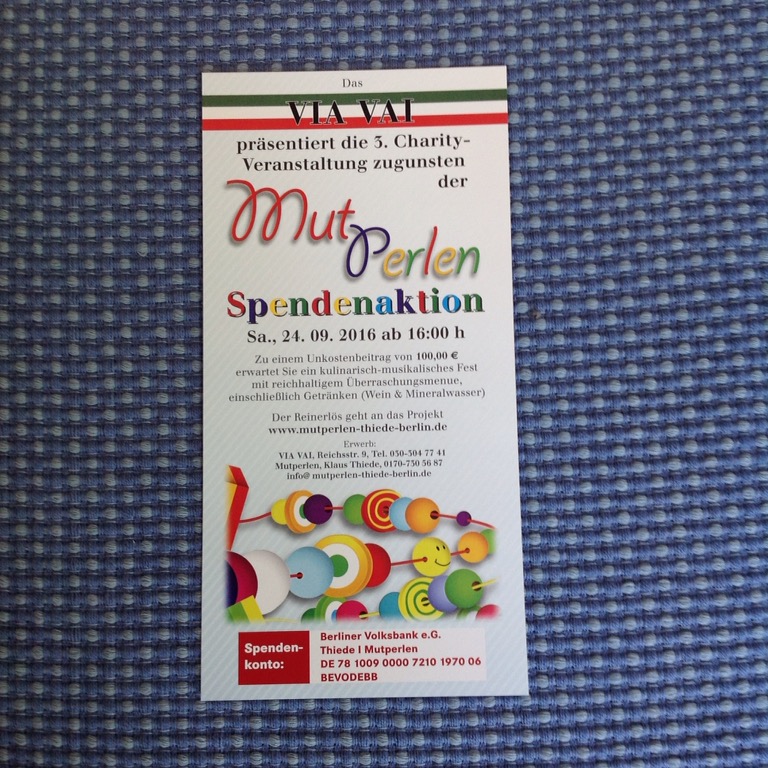 Das
VIA VAI
präsentiert die 3. Charity-
Veranstaltung zugunsten
der
Mut
Perlen
Spendenaktion
Sa., 24. 09. 2016 ab 16:00 h
Zu einem Unkostenbeitrag von 100,00 €
erwartet Sie ein kulinarisch-musikalisches Fest
mit reichhaltigem Überraschungsmenue,
einschließlich Getränken (Wein & Mineralwasser)
Der Reinerlös geht an das Projekt
www.mutperlen-thiede-berlin.de
Erwerb:
VIA VAI, Reichsstr. 9, Tel. 030-304 77 41
Mutperlen, Klaus Thiede, 0170-730 36 87
info@ mutperlen-thiede-berlin.de
Spenden-
konto:
Berliner Volksbank e.G.
Thiede I Mutperlen
DE 78 1009 0000 7210 1970 06
BEVODEBB